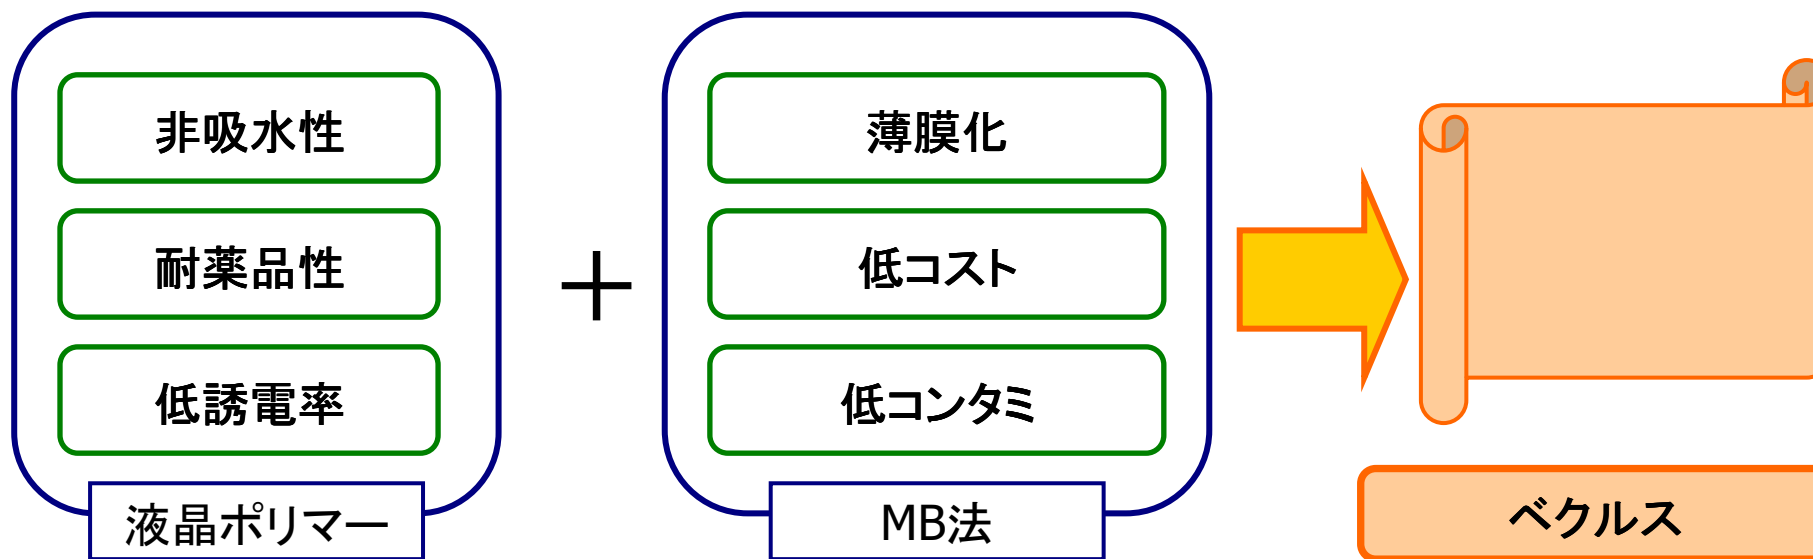 非吸水性
耐薬品性
低誘電率
液晶ポリマー
＋
薄膜化
低コスト
低コンタミ
MB法
ベクルス